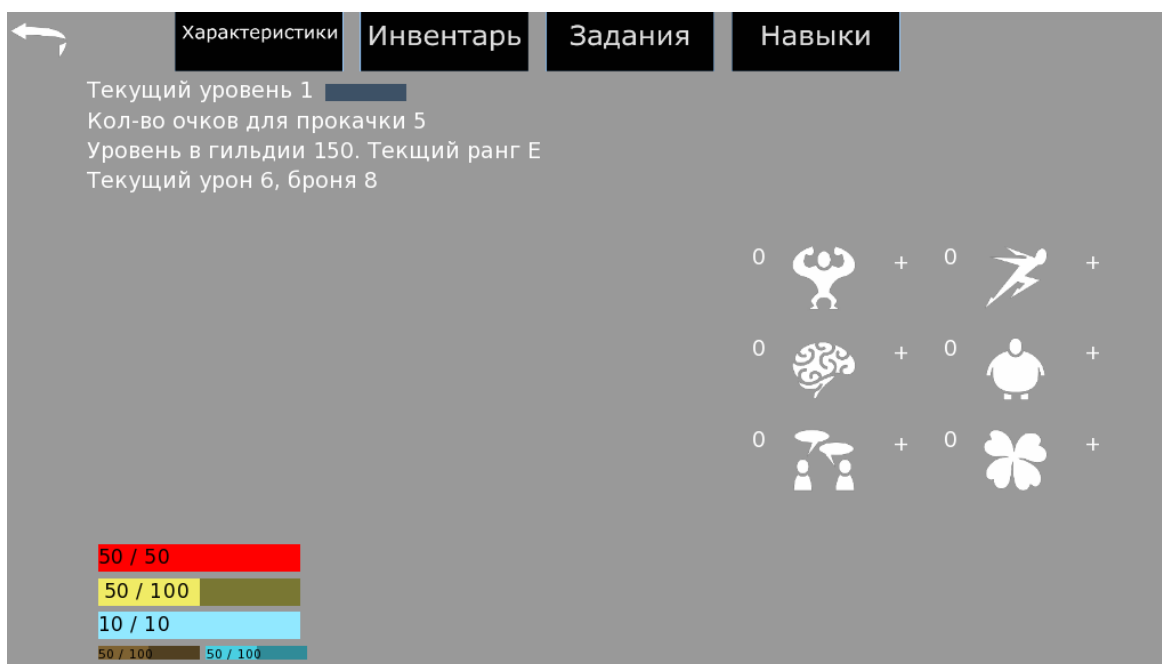 Характеристики Инвентарь Задания Навыки
Текущий уровень 1
Кол-во очков для прокачки 5
Уровень в гильдии 150. Текщий ранг E
Текущий урон 6, броня 8
0 + 0 +
0 + 0 +
0 + 0 +
50 / 50
50 / 100
10 / 10
50 / 100 50 / 100